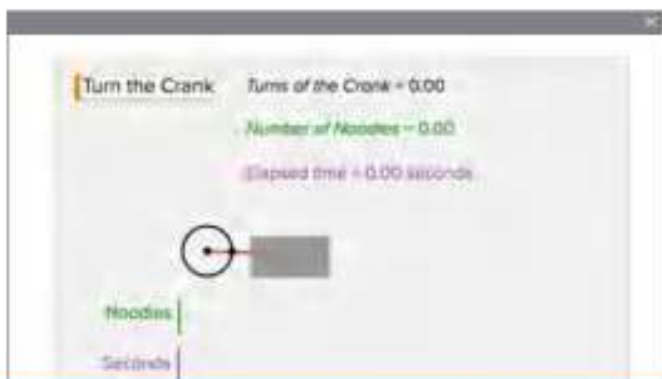 Turn the Crank
Turns of the Crank = 0.00
Number of Noodles = 0.00
Elapsed time = 0.00 seconds
Noodles
Seconds